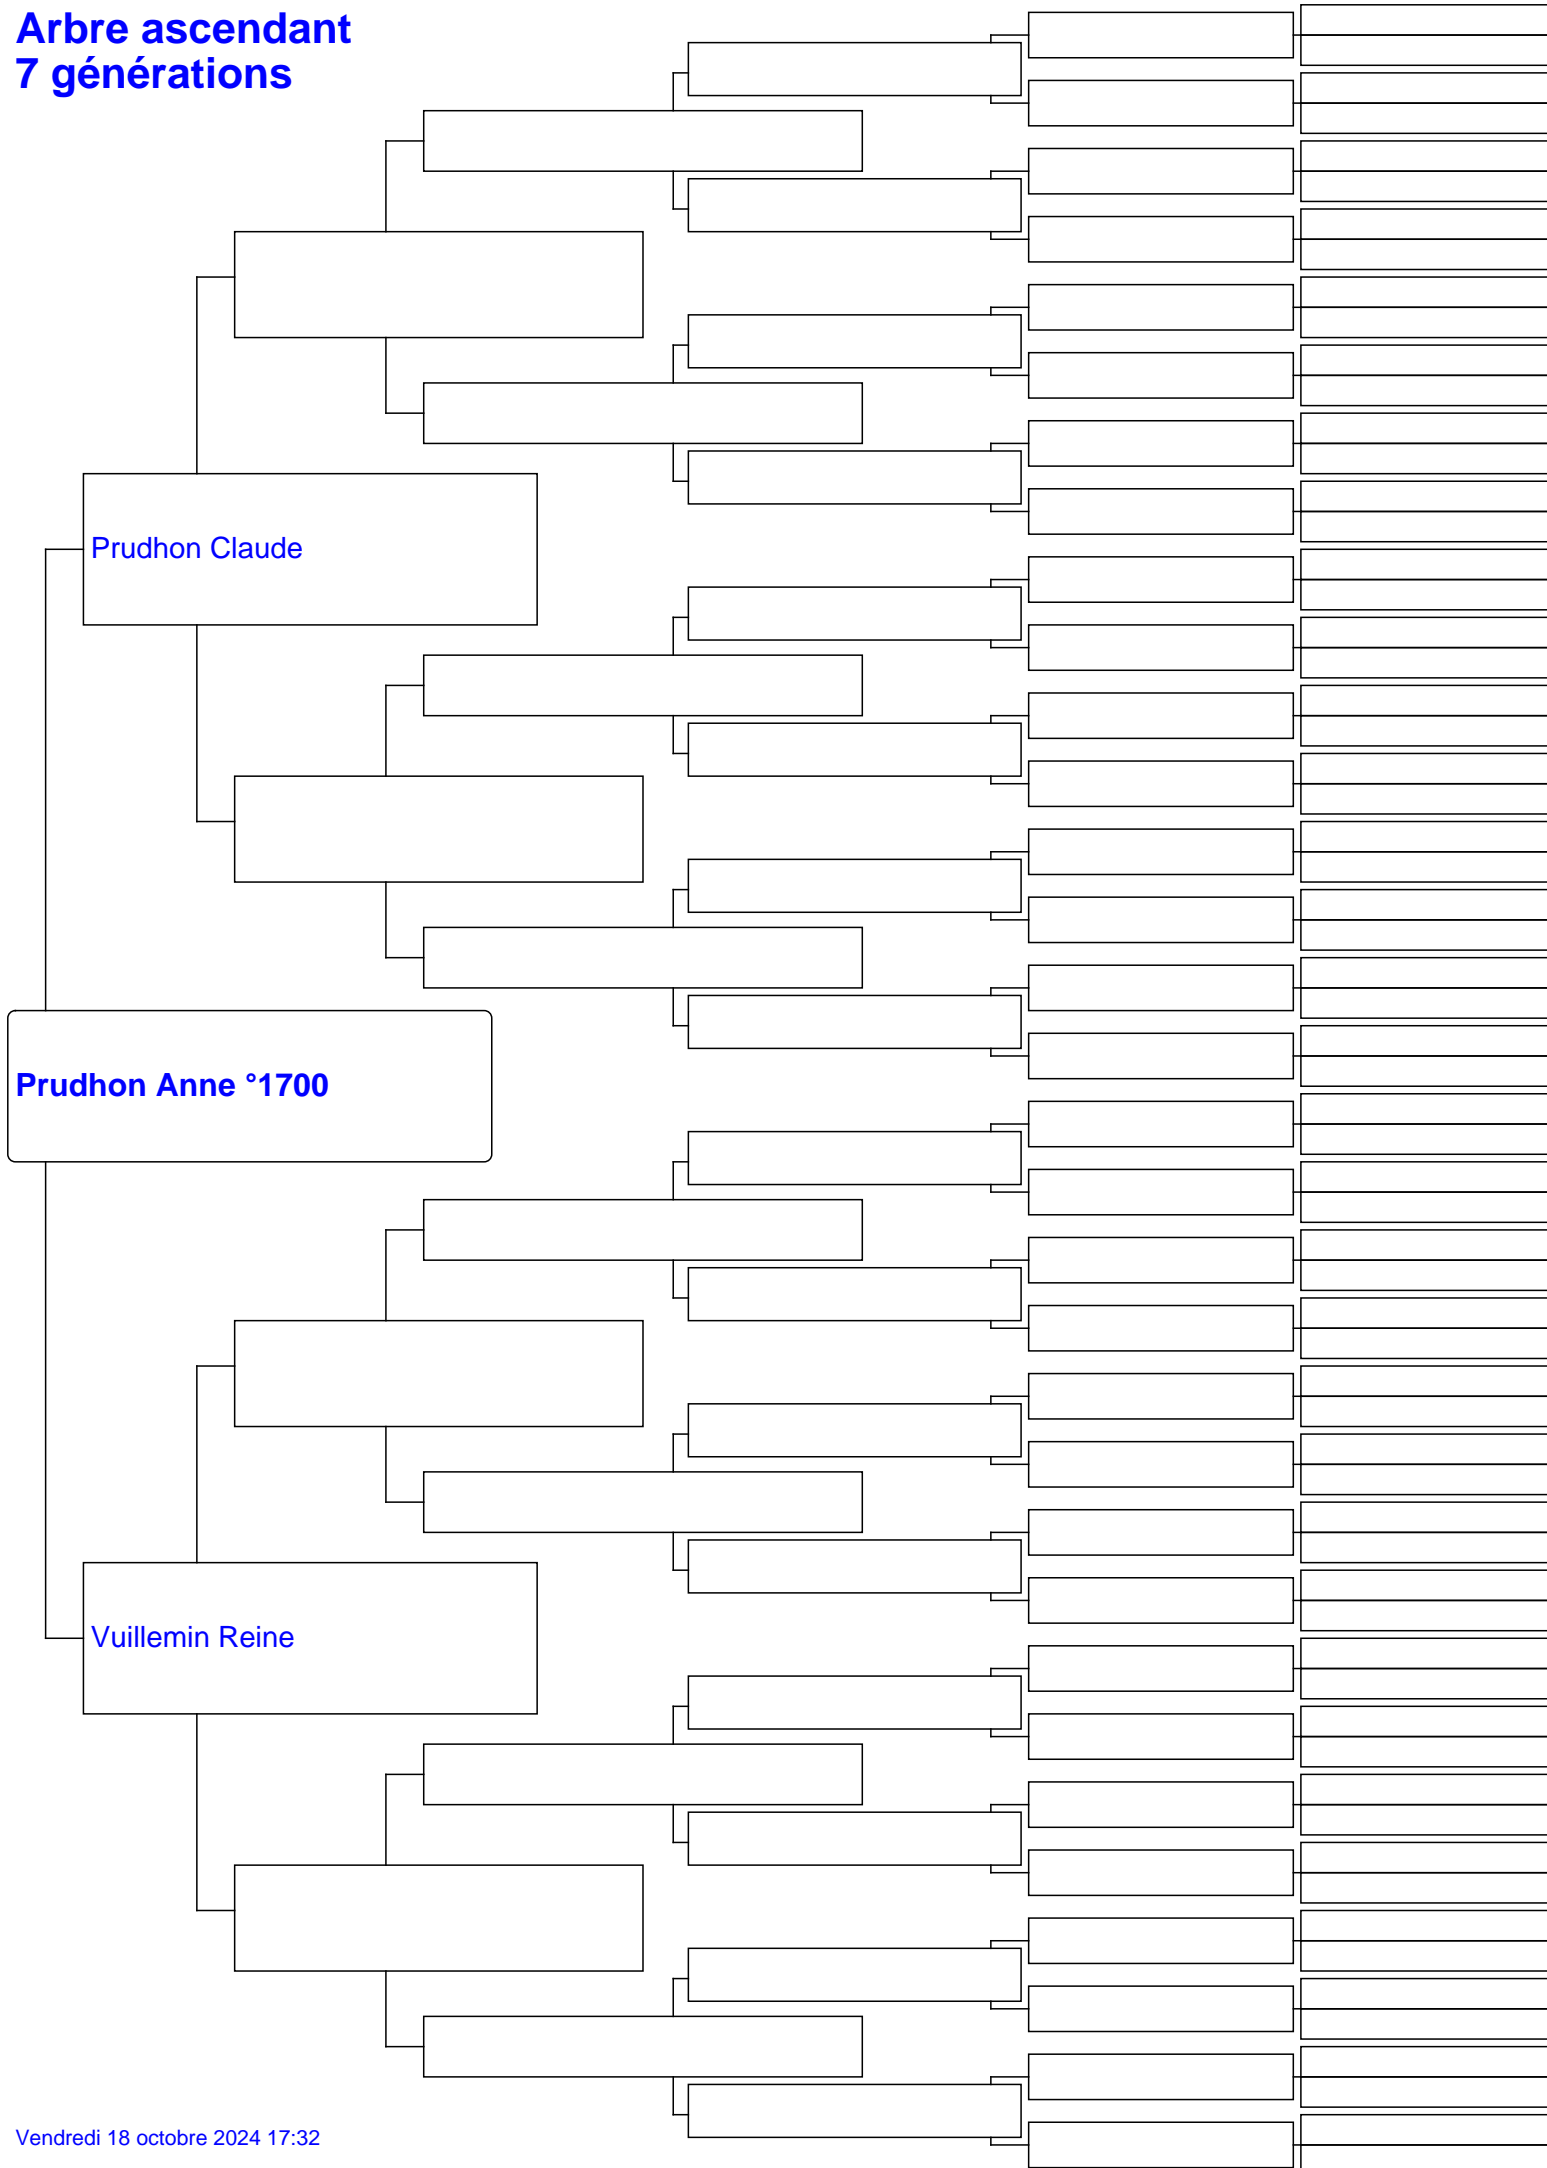 Arbre ascendant
7 générations
Prudhon Claude
Prudhon Anne °1700
Vuillemin Reine
Vendredi 18 octobre 2024 17:32